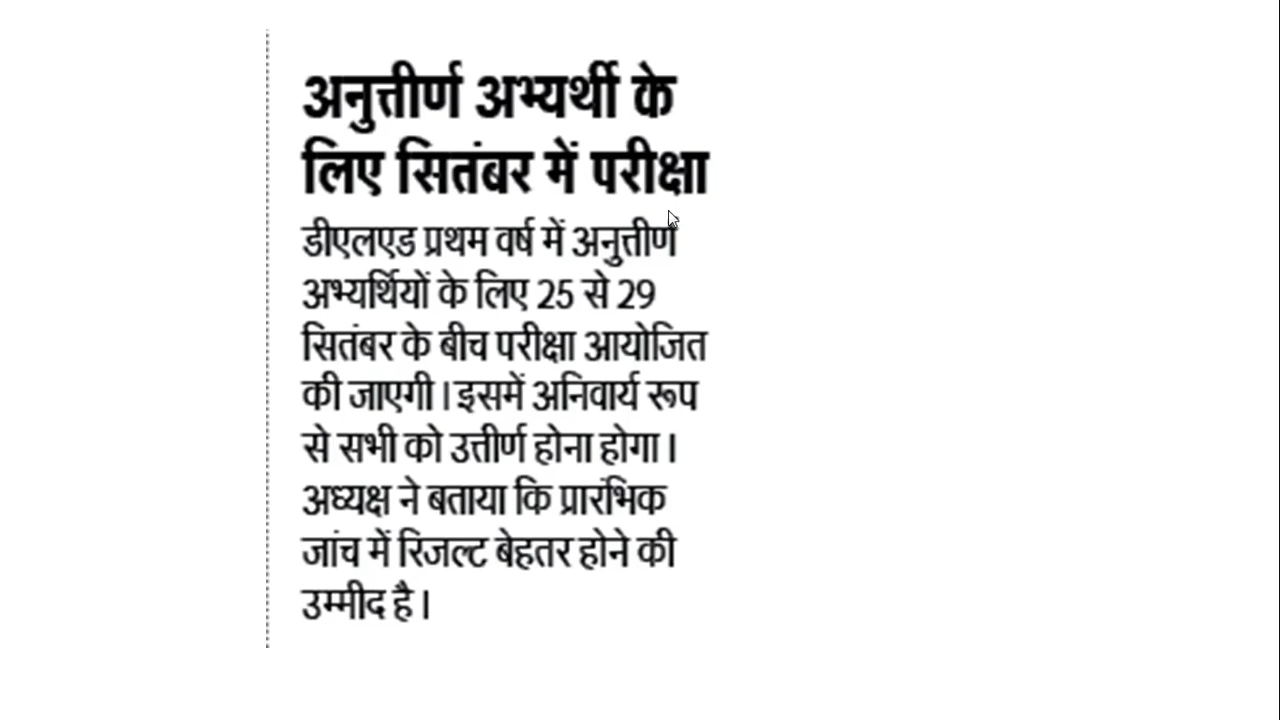 अनुत्तीर्ण अभ्यर्थी के
लिए सितंबर में परीक्षा
डीएलएड प्रथम वर्ष में अनुत्तीर्ण
अभ्यर्थियों के लिए 25 से 29
सितंबर के बीच परीक्षा आयोजित
की जाएगी। इसमें अनिवार्य रूप
से सभी को उत्तीर्ण होना होगा।
अध्यक्ष ने बताया कि प्रारंभिक
जांच में रिजल्ट बेहतर होने की
उम्मीद है।